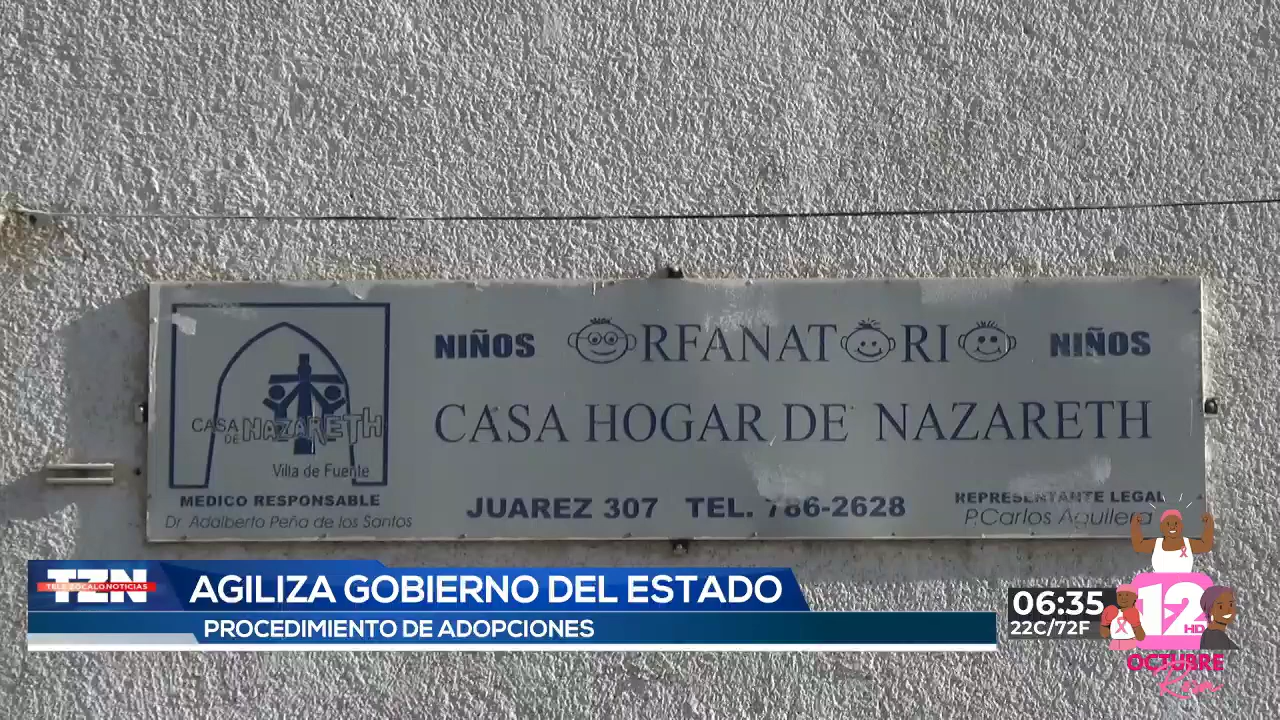 NIÑOS ORFANATORIO NIÑOS
CASA HOGAR DE NAZARETH
CASA DE NAZARETH
Villa de Fuente
MEDICO RESPONSABLE
Dr. Adalberto Peña de los Santos
JUAREZ 307 TEL. 786-2628
REPRESENTANTE LEGAL
P. Carlos Aguilera
TZN
TELEZOCALO NOTICIAS
AGILIZA GOBIERNO DEL ESTADO
PROCEDIMIENTO DE ADOPCIONES
06:35
22C/72F
12
HD
OCTUBRE
Rosa